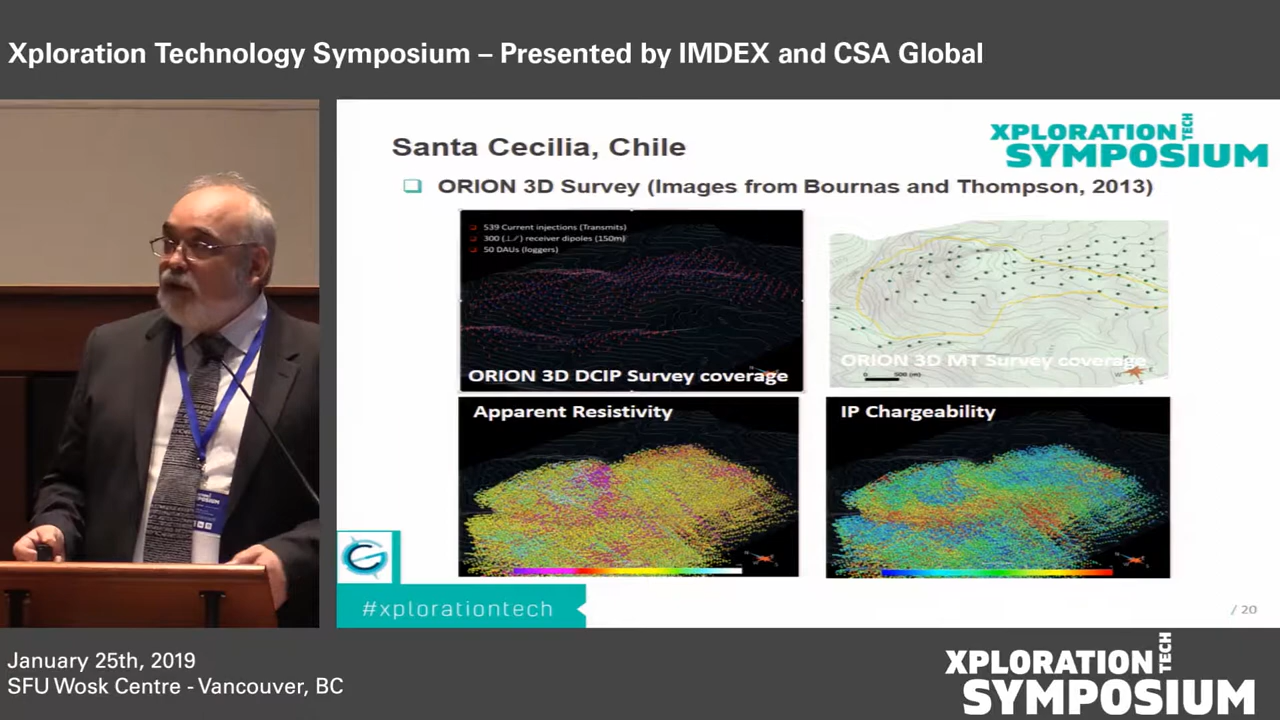 Xploration Technology Symposium – Presented by IMDEX and CSA Global
XPLORATION TECH
SYMPOSIUM
Santa Cecilia, Chile
ORION 3D Survey (Images from Bournas and Thompson, 2013)
539 Current injections (Transmits)
300 (⊥⁄) receiver dipoles (150m)
50 DAUs (loggers)
ORION 3D DCIP Survey coverage
ORION 3D MT Survey coverage
0 500 (m)
Apparent Resistivity
IP Chargeability
#xplorationtech
/ 20
SYMPOSIUM
January 25th, 2019
SFU Wosk Centre - Vancouver, BC
XPLORATION TECH
SYMPOSIUM